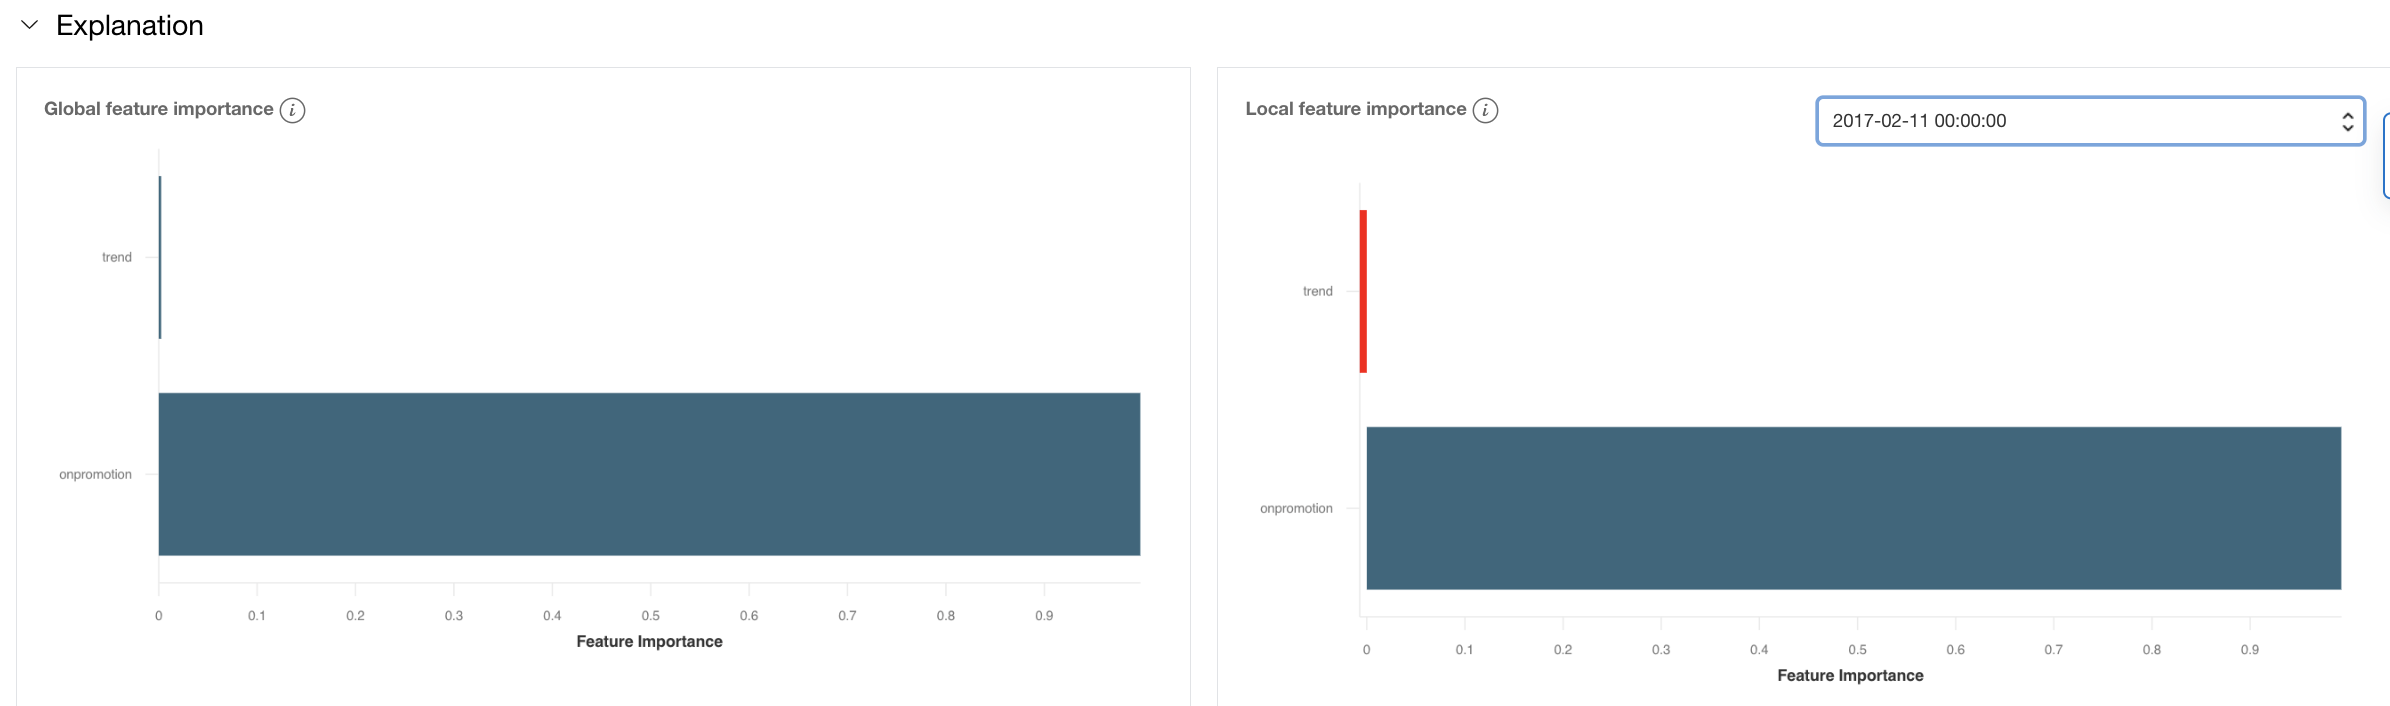 Explanation
Global feature importance i
trend
onpromotion
0 0.1 0.2 0.3 0.4 0.5 0.6 0.7 0.8 0.9
Feature Importance
Local feature importance i
2017-02-11 00:00:00
trend
onpromotion
0 0.1 0.2 0.3 0.4 0.5 0.6 0.7 0.8 0.9
Feature Importance